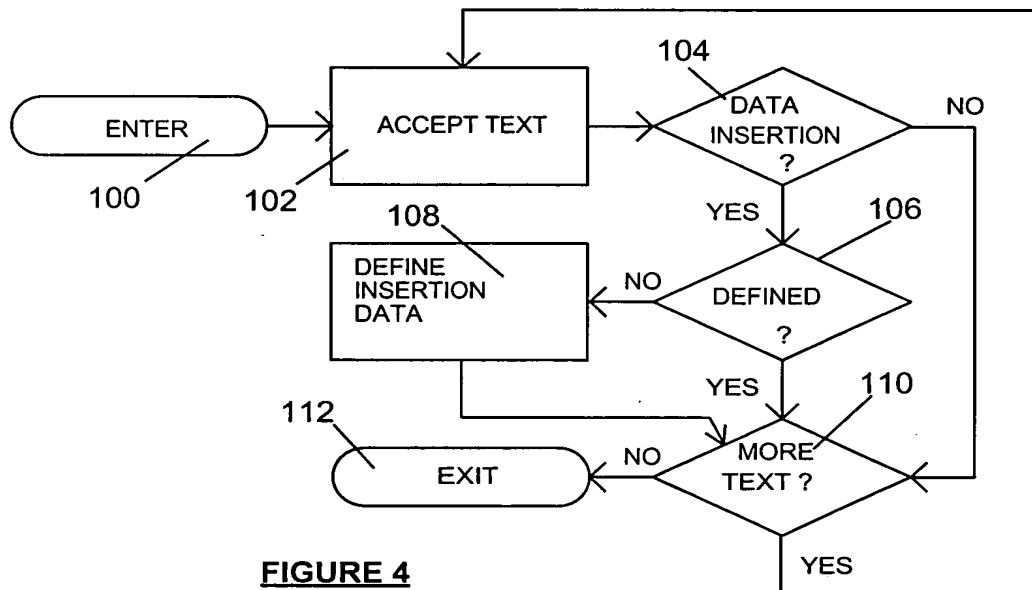 104
DATA
INSERTION
?
NO
ENTER
ACCEPT TEXT
100
102
YES
106
108
DEFINE
INSERTION
DATA
NO
DEFINED
?
YES
110
112
MORE
TEXT ?
NO
EXIT
YES
FIGURE 4